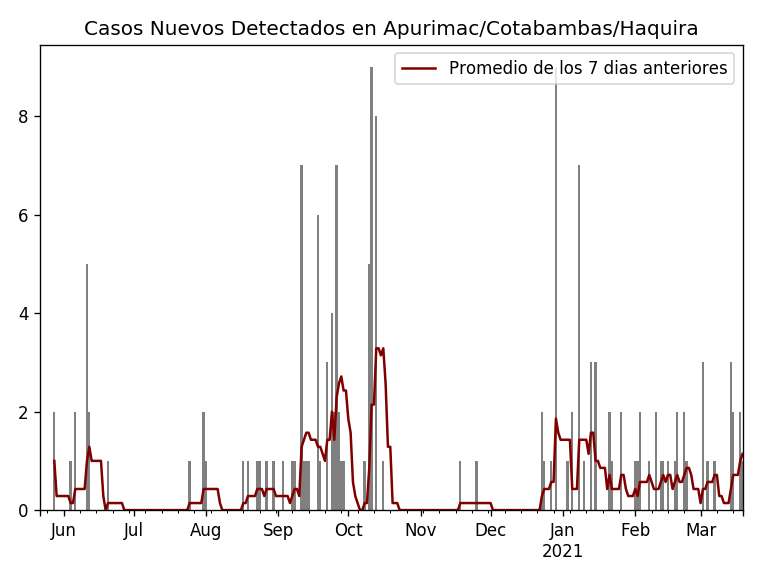 Casos Nuevos Detectados en Apurimac/Cotabambas/Haquira
Promedio de los 7 dias anteriores
8
6
4
2
0
Jun Jul Aug Sep Oct Nov Dec Jan Feb Mar
2021